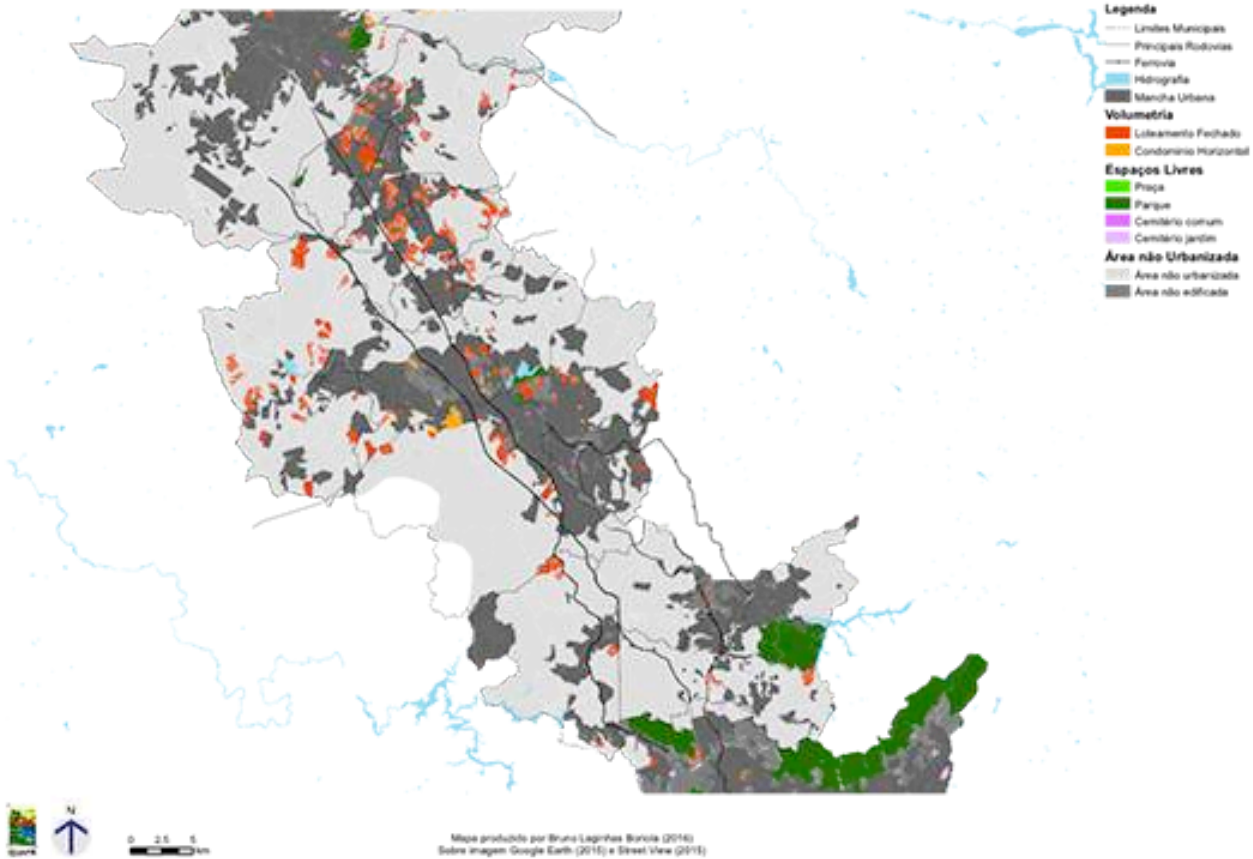 Legenda
Limites Municipais
Principais Rodovias
Ferrovia
Hidrografia
Mancha Urbana
Volumetria
Loteamento Fechado
Condomínio Horizontal
Espaços Livres
Praça
Parque
Cemitério comum
Cemitério jardim
Área não Urbanizada
Área não urbanizada
Área não edificada
N
0 2.5 5
km
Mapa produzido por Bruno Laginhas Boriola (2016)
Sobre imagem Google Earth (2015) e Street View (2015)